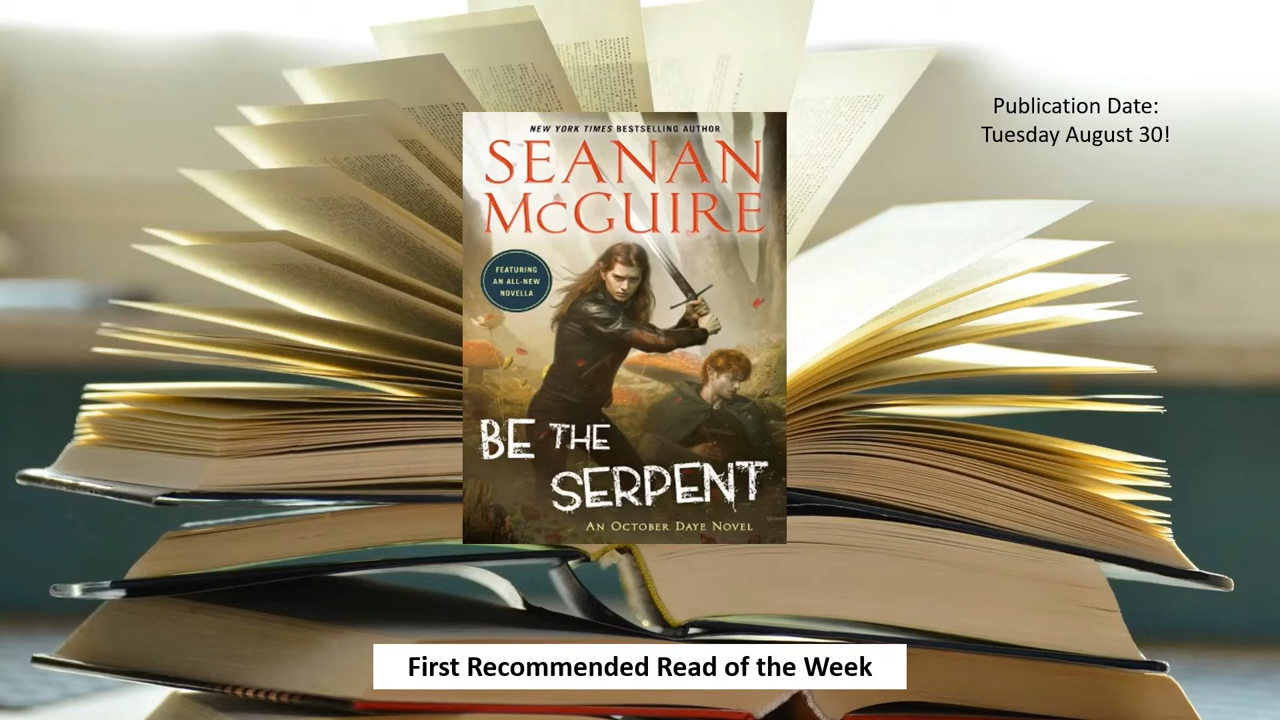 Publication Date:
Tuesday August 30!
NEW YORK TIMES BESTSELLING AUTHOR
SEANAN
McGUIRE
FEATURING
AN ALL-NEW
NOVELLA
BE THE
SERPENT
AN OCTOBER DAYE NOVEL
First Recommended Read of the Week